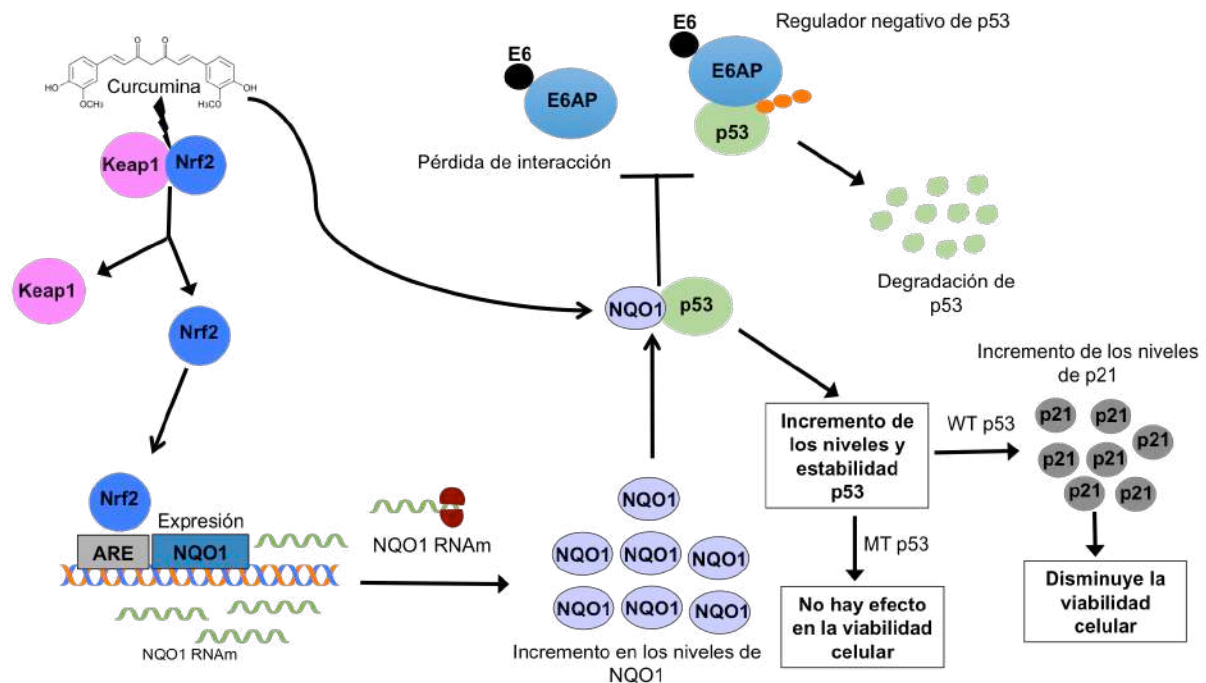 O
O
HO
OCH₃
Curcumina
H₃CO
OH
Keap1
Nrf2
Keap1
Nrf2
Nrf2
Expresión
ARE
NQO1
NQO1 RNAm
NQO1 RNAm
E6
E6AP
Pérdida de interacción
Regulador negativo de p53
E6
E6AP
p53
Degradación de
p53
NQO1
p53
NQO1
NQO1
NQO1
NQO1
NQO1
NQO1
NQO1
Incremento en los niveles de
NQO1
Incremento de
los niveles y
estabilidad
p53
MT p53
No hay efecto
en la viabilidad
celular
WT p53
Incremento de los niveles
de p21
p21
p21
p21
p21
p21
p21
p21
Disminuye la
viabilidad
celular